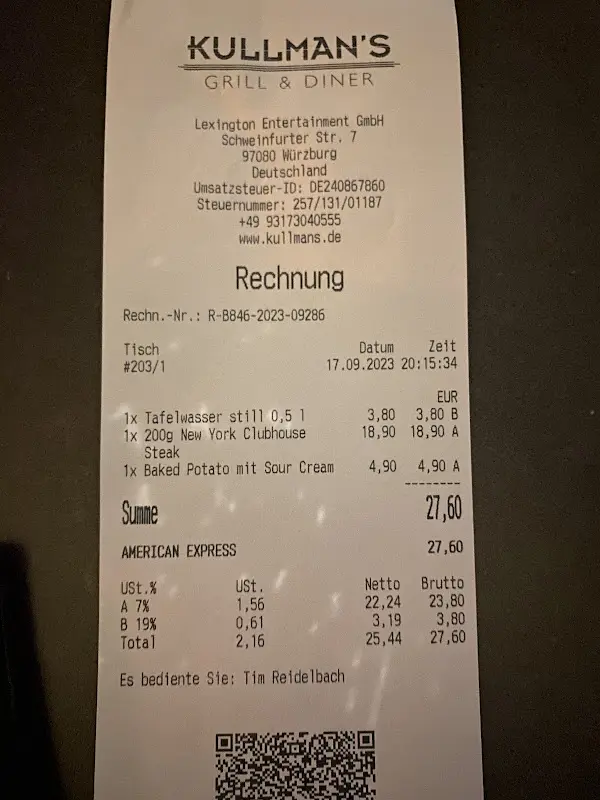 KULLMAN'S
GRILL & DINER
Lexington Entertainment GmbH
Schweinfurter Str. 7
97080 Würzburg
Deutschland
Umsatzsteuer-ID: DE240867860
Steuernummer: 257/131/01187
+49 93173040555
www.kullmans.de
Rechnung
Rechn.-Nr.: R-B846-2023-09286
Tisch Datum Zeit
#203/1 17.09.2023 20:15:34
EUR
1x Tafelwasser still 0,5 l 3,80 3,80 B
1x 200g New York Clubhouse 18,90 18,90 A
Steak
1x Baked Potato mit Sour Cream 4,90 4,90 A
--------
Summe 27,60
AMERICAN EXPRESS 27,60
USt.% USt. Netto Brutto
A 7% 1,56 22,24 23,80
B 19% 0,61 3,19 3,80
Total 2,16 25,44 27,60
Es bediente Sie: Tim Reidelbach